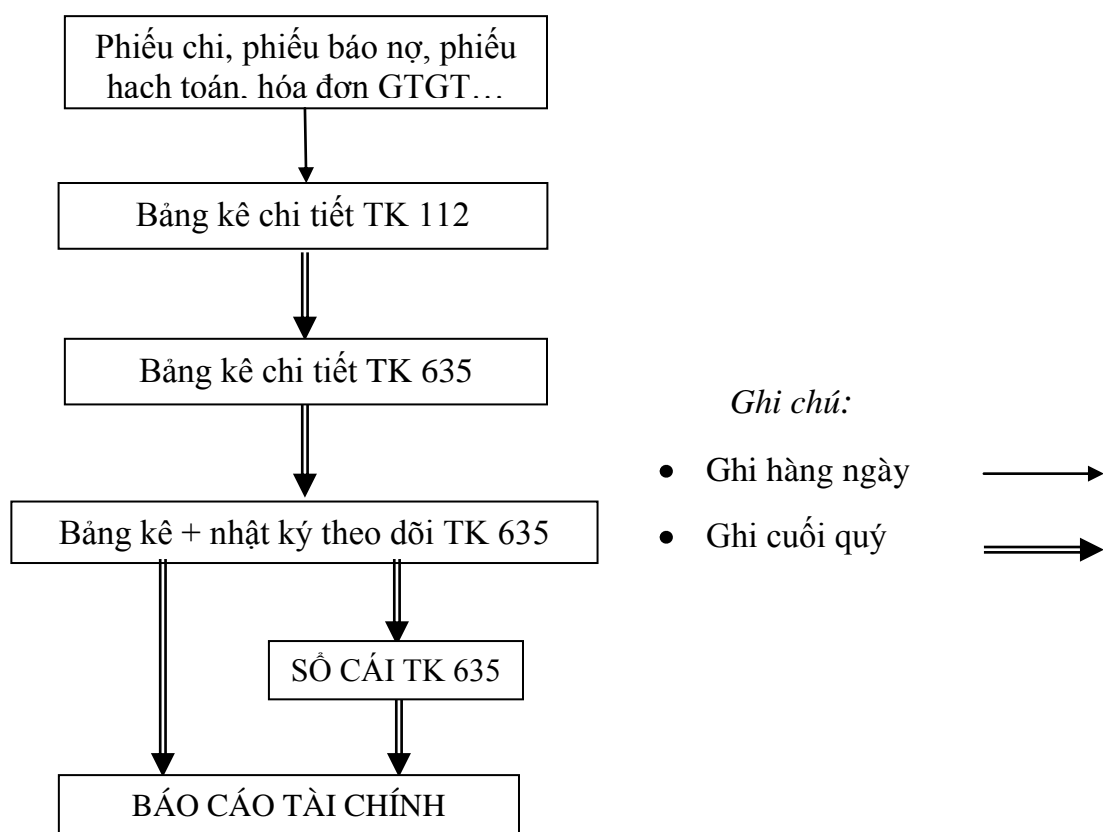 Phiếu chi, phiếu báo nợ, phiếu
hach toán, hóa đơn GTGT…
Bảng kê chi tiết TK 112
Bảng kê chi tiết TK 635
Ghi chú:
• Ghi hàng ngày
Bảng kê + nhật ký theo dõi TK 635
• Ghi cuối quý
SỔ CÁI TK 635
BÁO CÁO TÀI CHÍNH